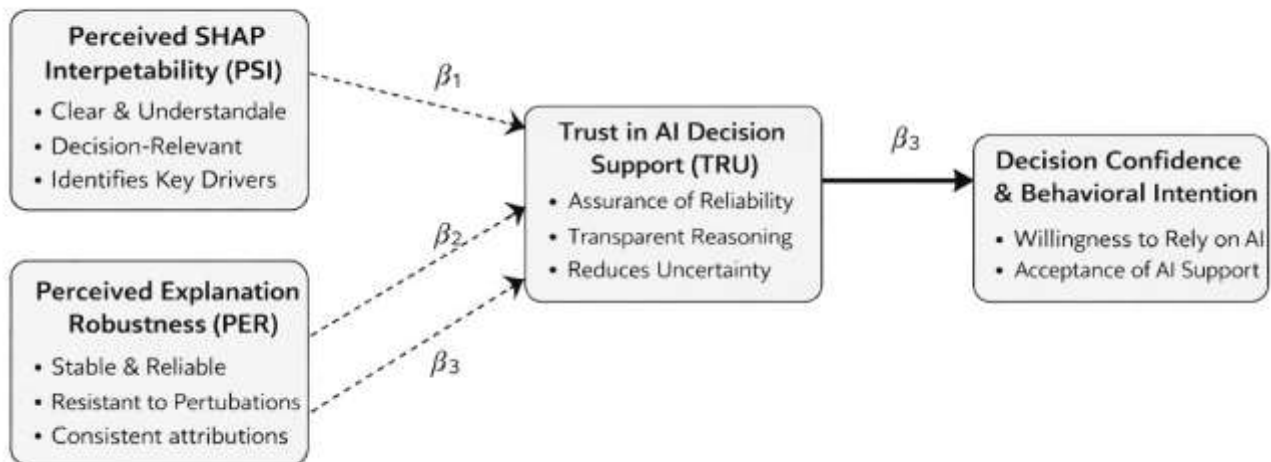 Perceived SHAP
Interpetability (PSI)
• Clear & Understandale
• Decision-Relevant
• Identifies Key Drivers
β1
Perceived Explanation
Robustness (PER)
• Stable & Reliable
• Resistant to Pertubations
• Consistent attributions
β2
β3
Trust in AI Decision
Support (TRU)
• Assurance of Reliability
• Transparent Reasoning
• Reduces Uncertainty
β3
Decision Confidence
& Behavioral Intention
• Willingness to Rely on AI
• Acceptance of AI Support